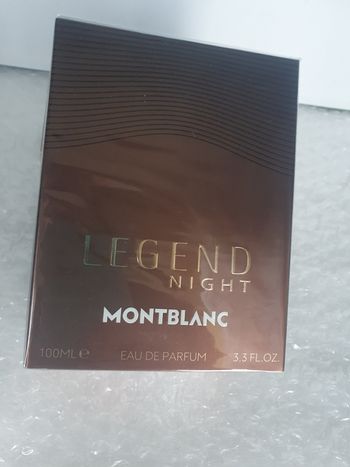 LEGEND
NIGHT
MONTBLANC
100ML℮ EAU DE PARFUM 3.3 FL.OZ.